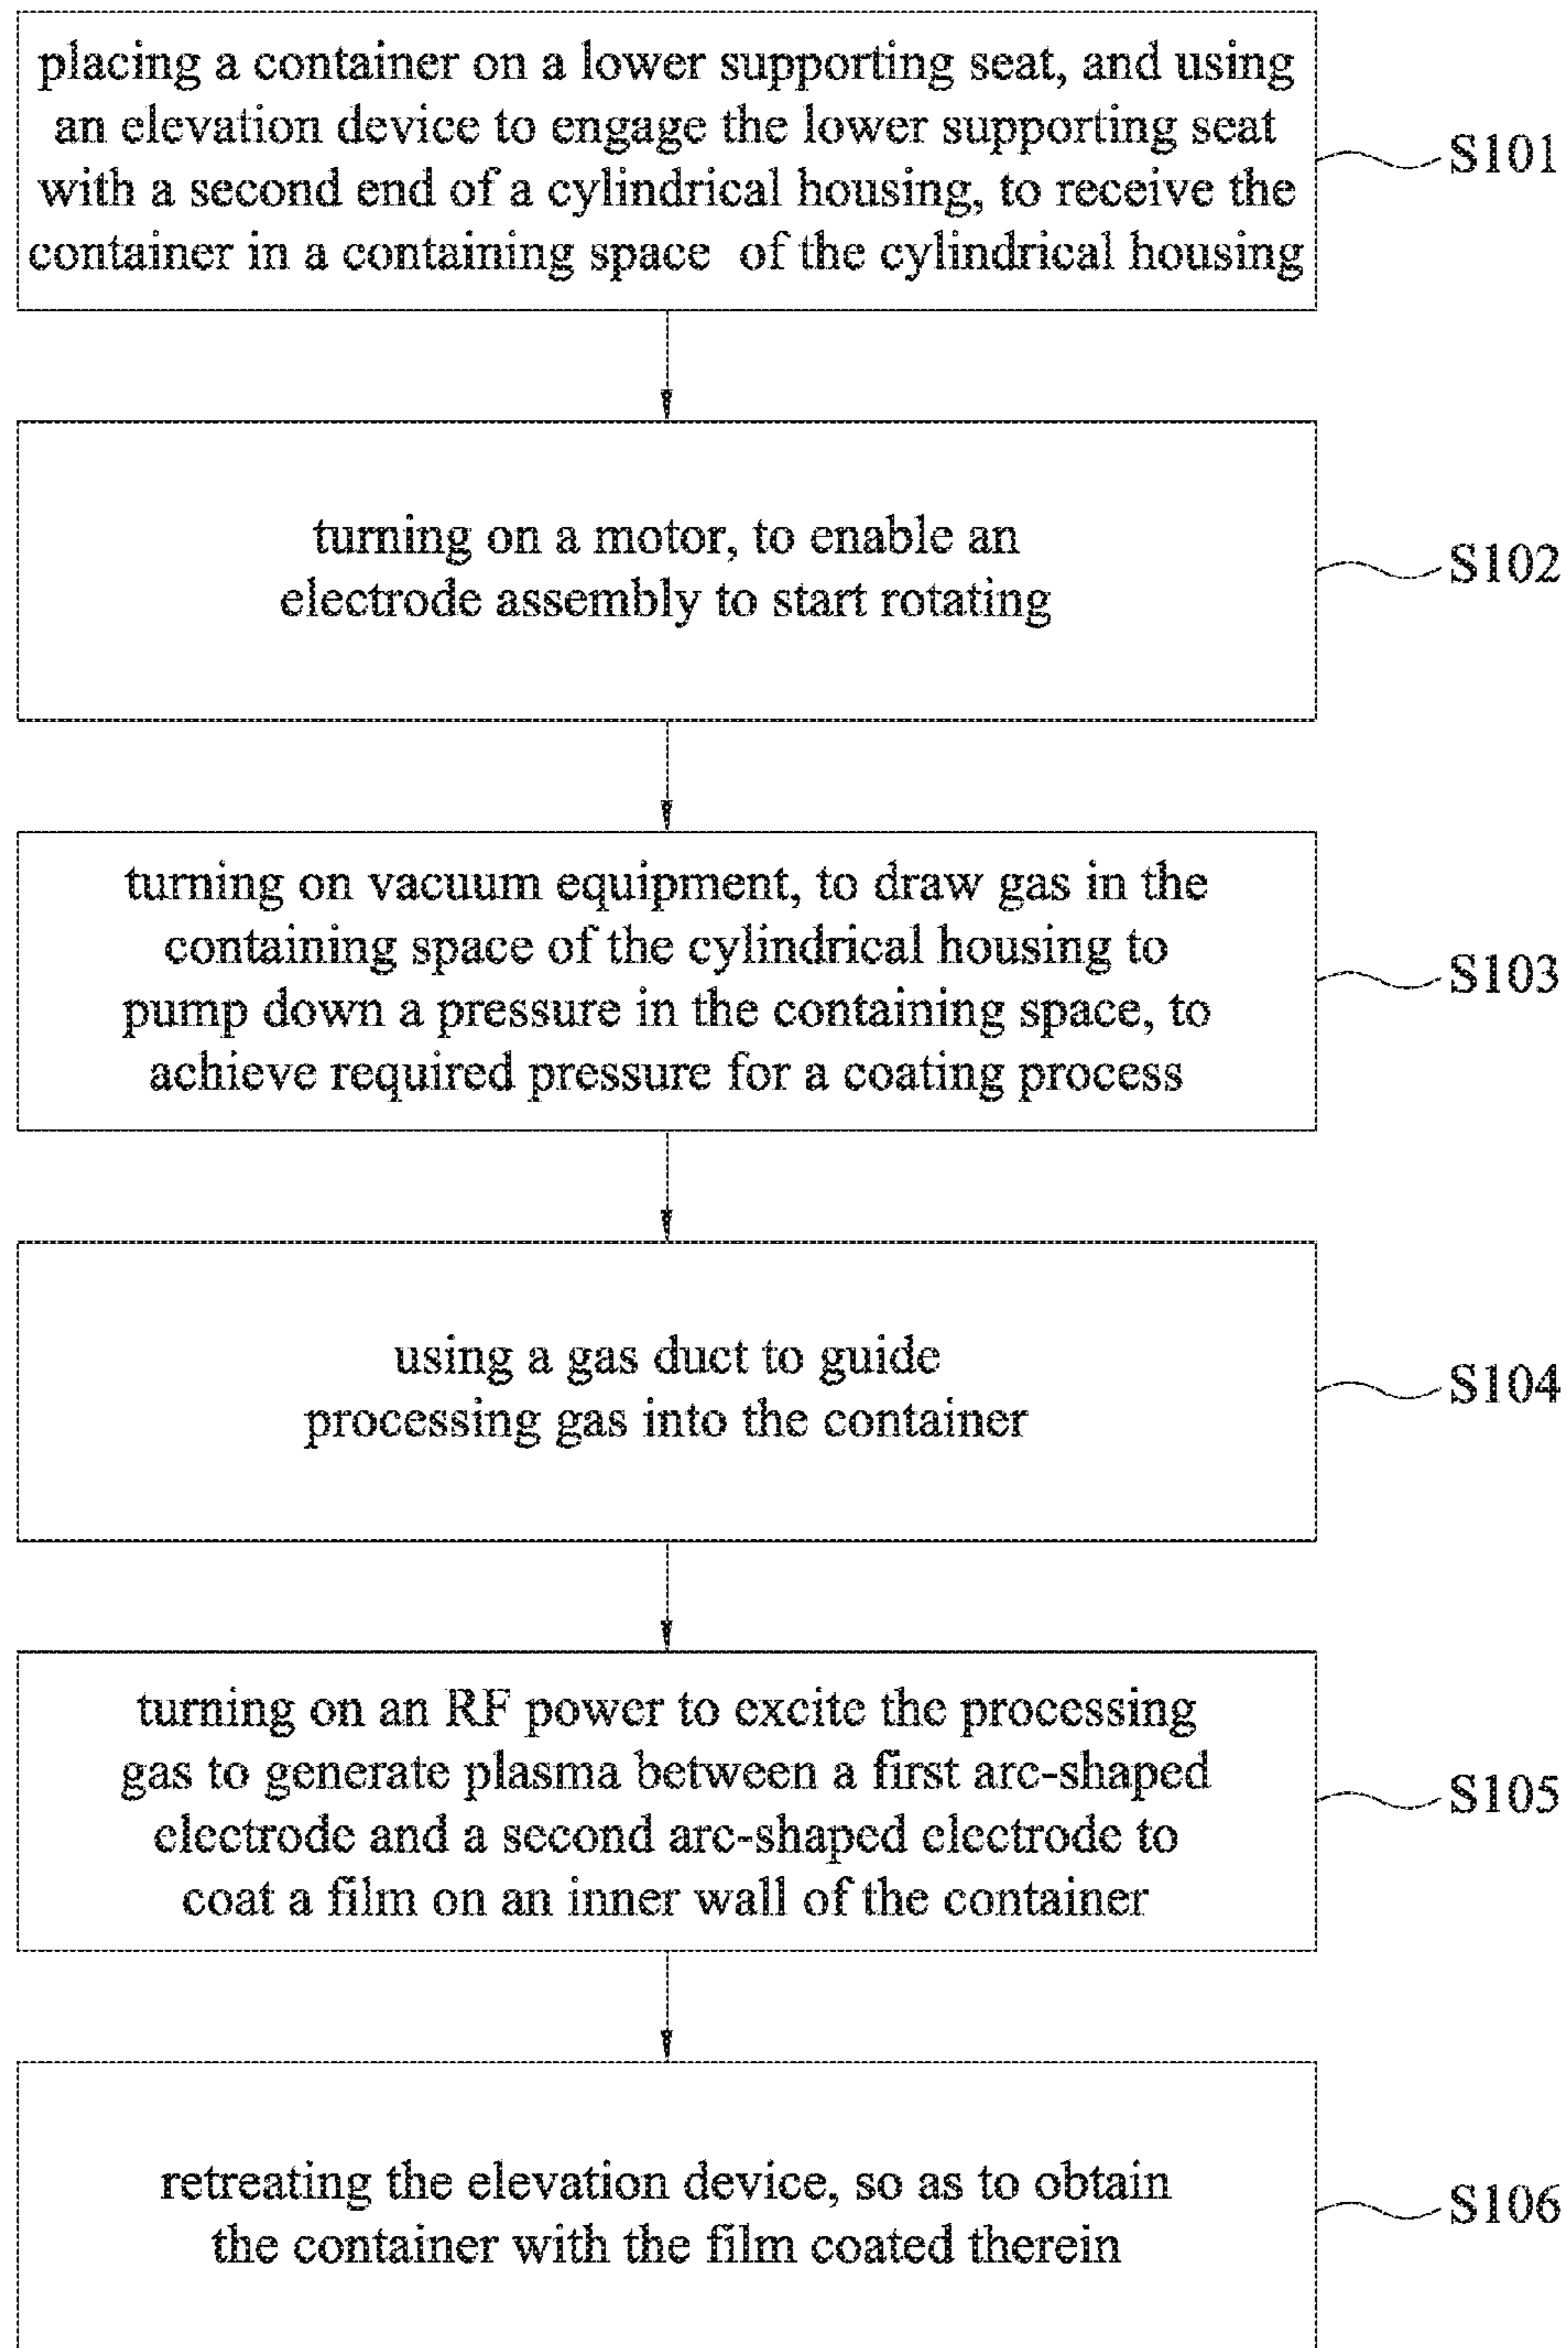 placing a container on a lower supporting seat, and using
an elevation device to engage the lower supporting seat
with a second end of a cylindrical housing, to receive the
container in a containing space of the cylindrical housing
S101
turning on a motor, to enable an
electrode assembly to start rotating
S102
turning on vacuum equipment, to draw gas in the
containing space of the cylindrical housing to
pump down a pressure in the containing space, to
achieve required pressure for a coating process
S103
using a gas duct to guide
processing gas into the container
S104
turning on an RF power to excite the processing
gas to generate plasma between a first arc-shaped
electrode and a second arc-shaped electrode to
coat a film on an inner wall of the container
S105
retreating the elevation device, so as to obtain
the container with the film coated therein
S106